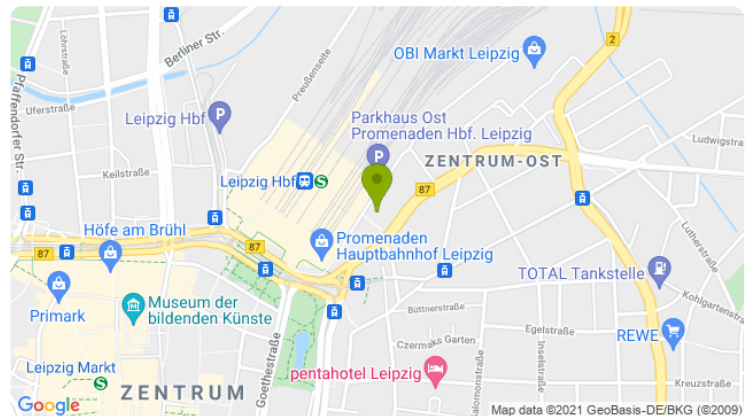 Berliner Str.
Löhrstraße
Preußenseite
OBI Markt Leipzig
2
Pfaffendorfer Str.
Uferstraße
Leipzig Hbf
P
Parkhaus Ost
Promenaden Hbf. Leipzig
P
ZENTRUM-OST
Ludwigstraß
Keilstraße
Leipzig Hbf
S
87
Lutherstraße
Höfe am Brühl
87
87
Promenaden
Hauptbahnhof Leipzig
TOTAL Tankstelle
Primark
Museum der
bildenden Künste
Büttnerstraße
Kohlgartenstra
Egelstraße
REWE
Czermaks Garten
Inselstraße
Goethestraße
Leipzig Markt
S
pentahotel Leipzig
Salomonstraße
Kreuzstraße
ZENTRUM
Google
Map data ©2021 GeoBasis-DE/BKG (©2009)